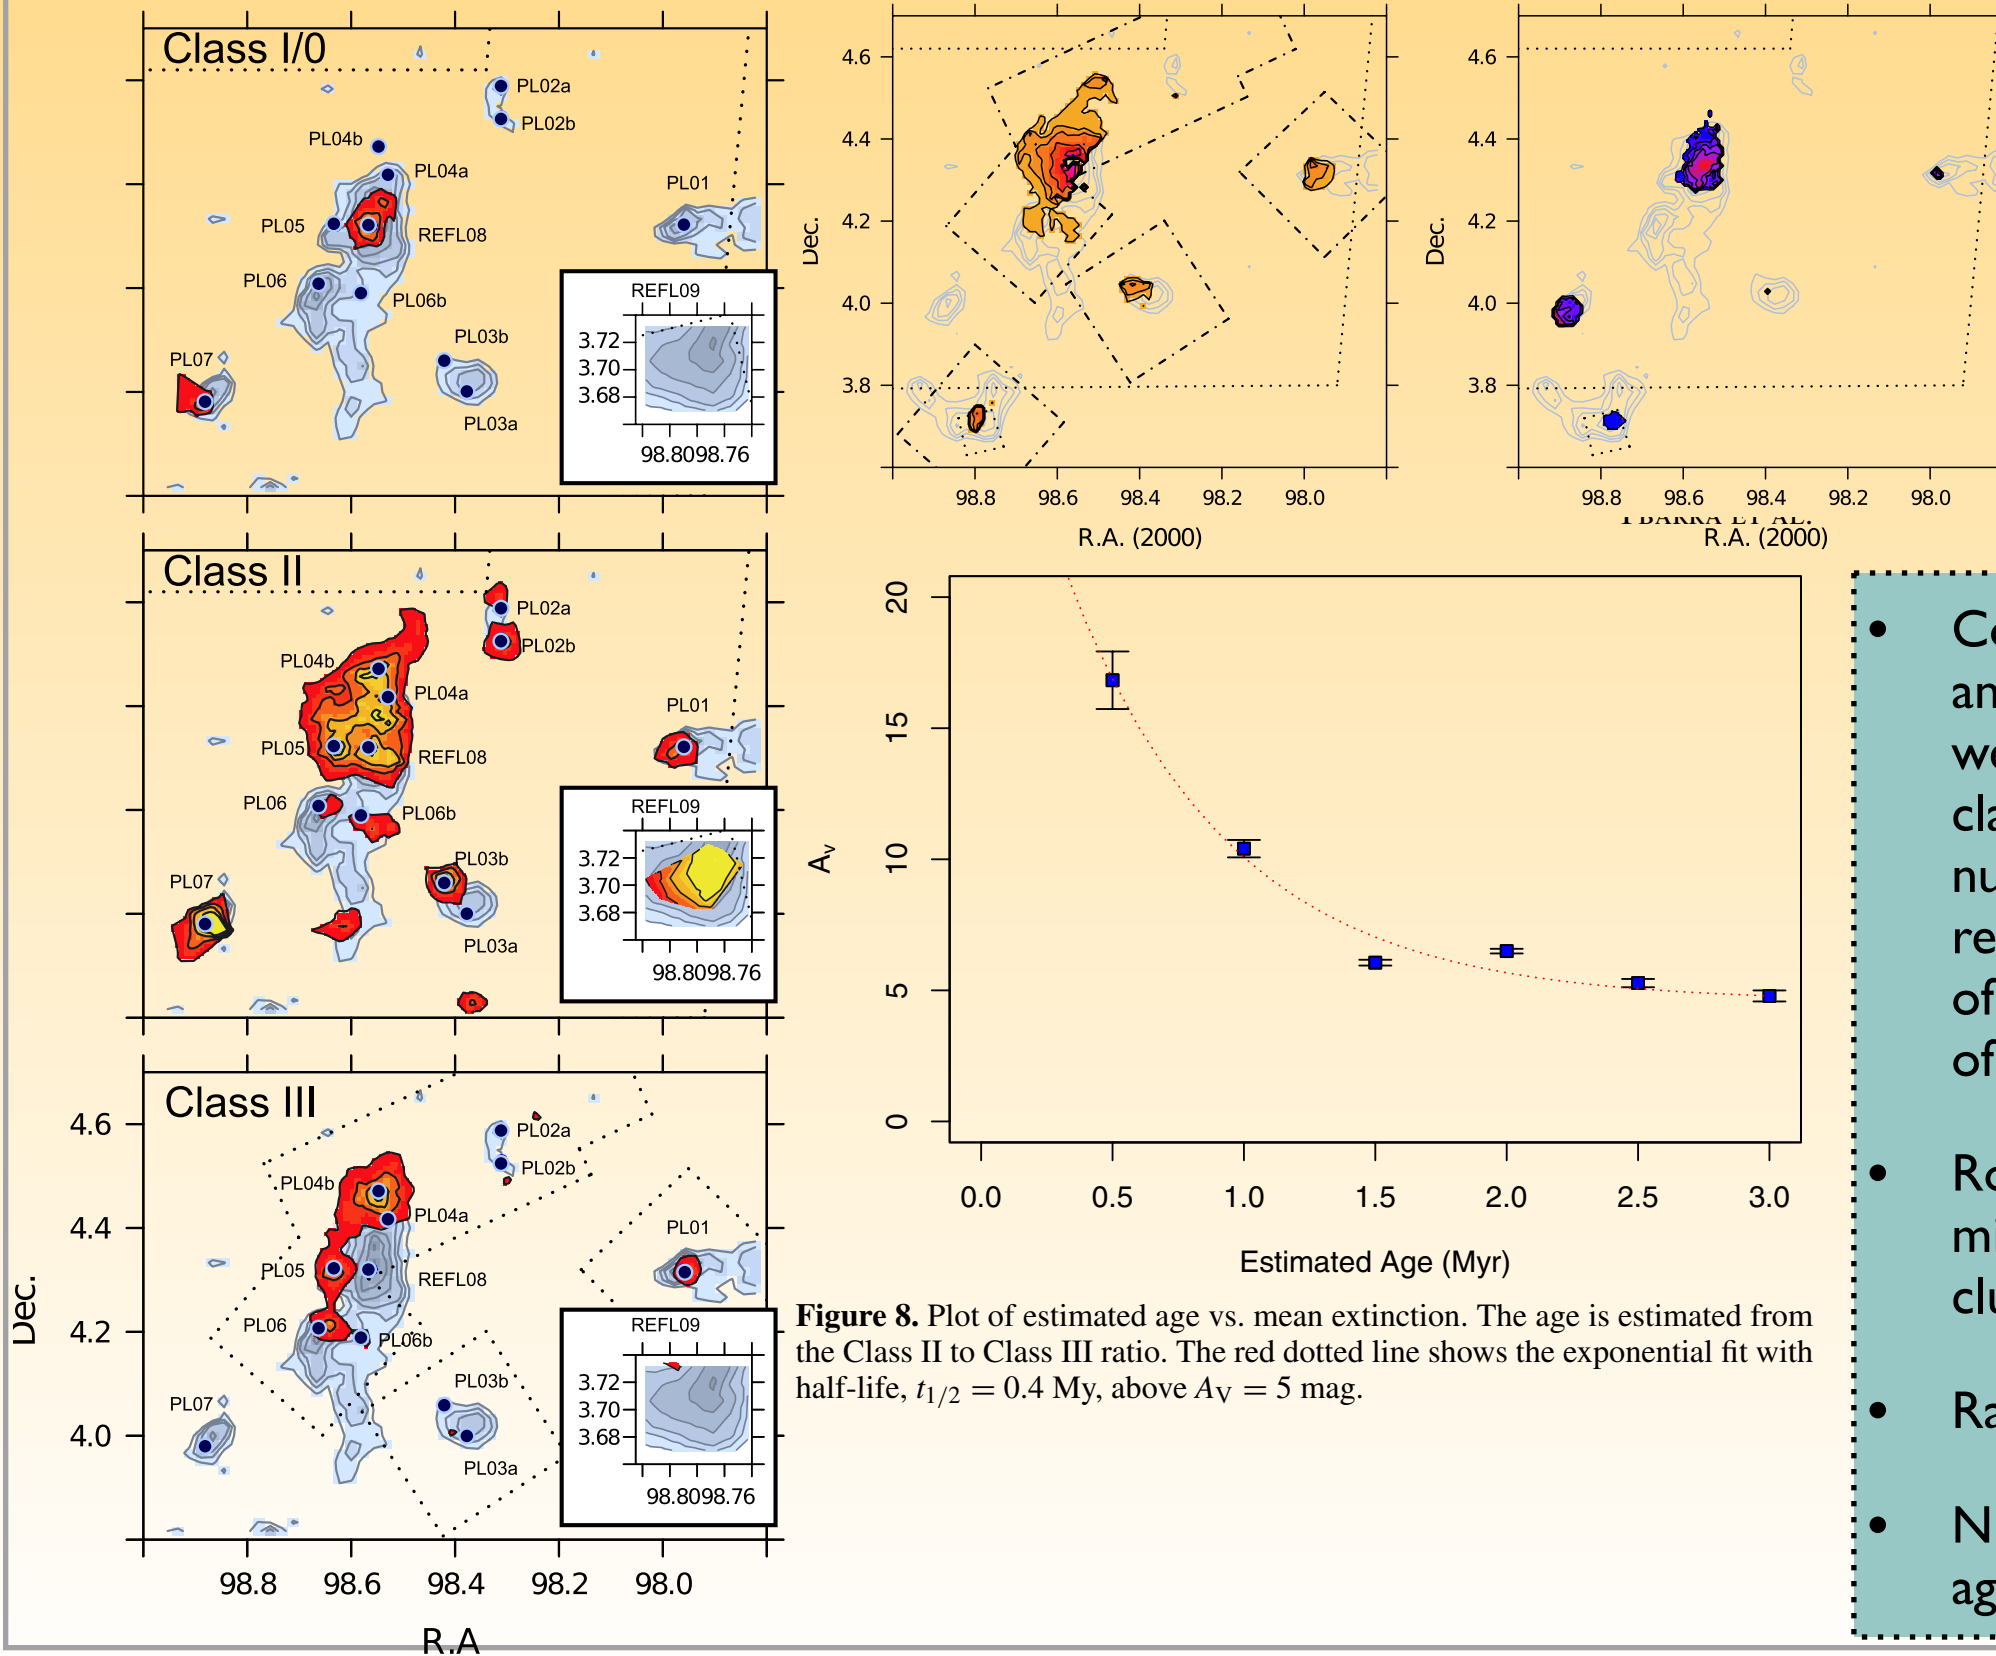 Class I/0
PL02a
PL02b
PL04b
PL04a
PL01
PL05
REFL08
PL06
PL06b
PL03b
PL07
PL03a
REFL09
3.72
3.70
3.68
98.80
98.76
Class II
PL02a
PL02b
PL04b
PL04a
PL01
PL05
REFL08
PL06
PL06b
PL03b
PL07
PL03a
REFL09
3.72
3.70
3.68
98.80
98.76
Class III
PL02a
PL02b
PL04b
PL04a
PL01
PL05
REFL08
PL06
PL06b
PL03b
PL07
PL03a
REFL09
3.72
3.70
3.68
98.80
98.76
4.6
4.4
4.2
4.0
Dec.
98.8 98.6 98.4 98.2 98.0
R.A
4.6
4.4
4.2
4.0
3.8
Dec.
98.8 98.6 98.4 98.2 98.0
R.A. (2000)
4.6
4.4
4.2
4.0
3.8
Dec.
98.8 98.6 98.4 98.2 98.0
ET AL.
R.A. (2000)
20
15
10
5
0
Av
0.0 0.5 1.0 1.5 2.0 2.5 3.0
Estimated Age (Myr)
Figure 8. Plot of estimated age vs. mean extinction. The age is estimated from
the Class II to Class III ratio. The red dotted line shows the exponential fit with
half-life, t1/2 = 0.4 My, above AV = 5 mag.
of
of